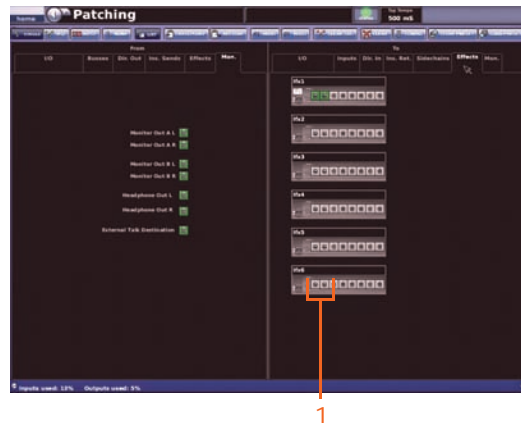 home Patching Tap Tempo
500 mS
From To
I/O Busses Dir. Out Ins. Sends Effects Mon. I/O Inputs Dir. In Ins. Ret. Sidechains Effects Mon.
Ifx1
Ifx2
Monitor Out A L
Monitor Out A R
Ifx3
Monitor Out B L
Monitor Out B R
Ifx4
Headphone Out L
Headphone Out R
Ifx5
External Talk Destination
Ifx6
Inputs used: 12% Outputs used: 5%
1